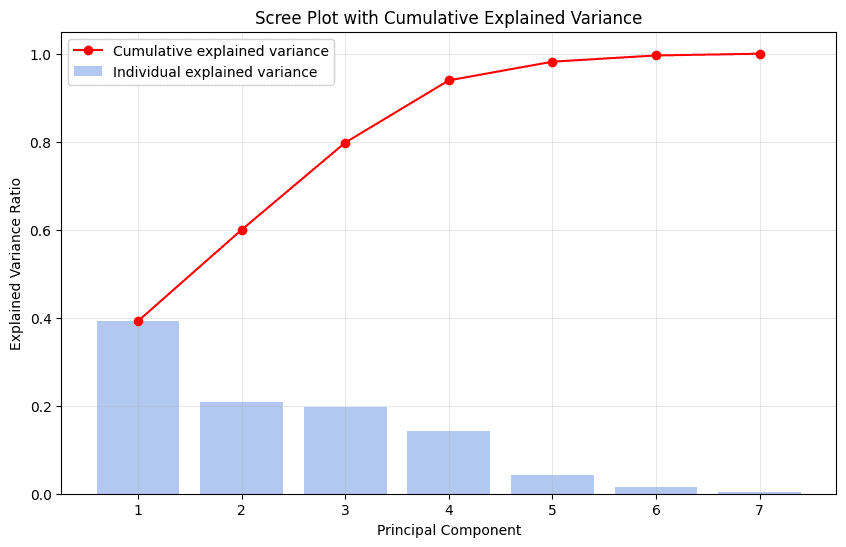 Scree Plot with Cumulative Explained Variance
Cumulative explained variance
Individual explained variance
Explained Variance Ratio
1.0
0.8
0.6
0.4
0.2
0.0
1 2 3 4 5 6 7
Principal Component